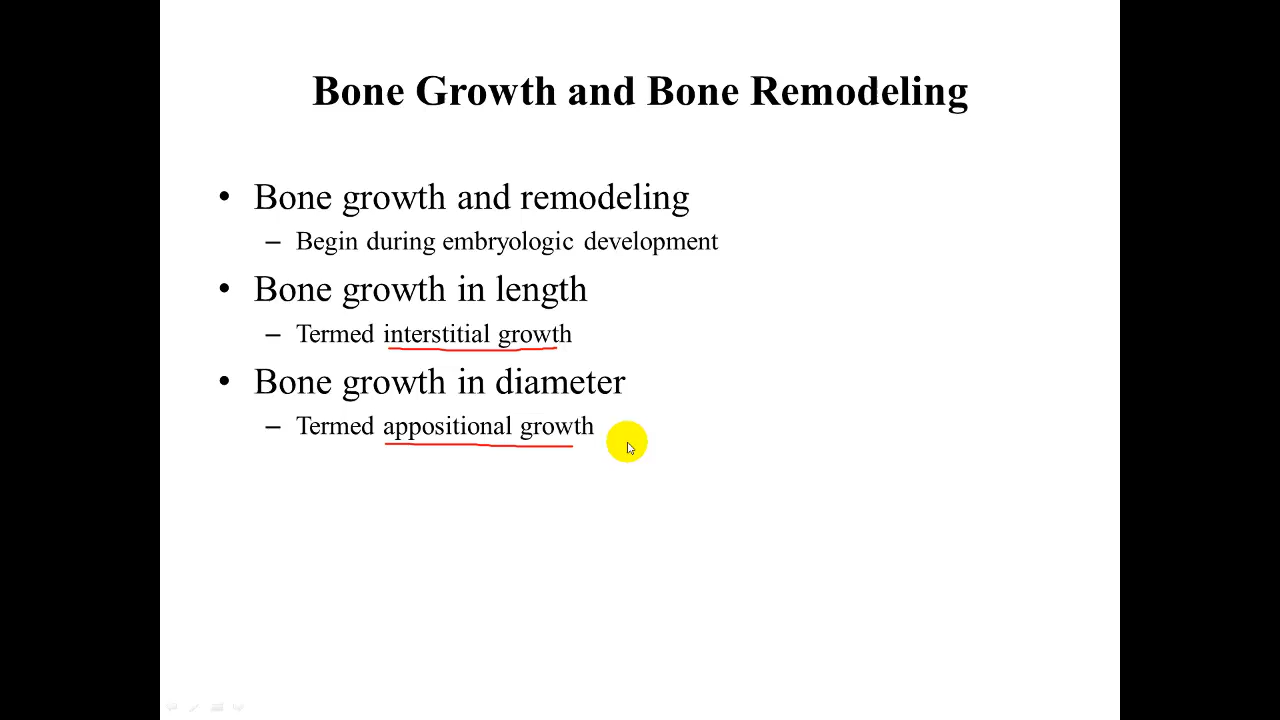 Bone Growth and Bone Remodeling
• Bone growth and remodeling
– Begin during embryologic development
• Bone growth in length
– Termed interstitial growth
• Bone growth in diameter
– Termed appositional growth